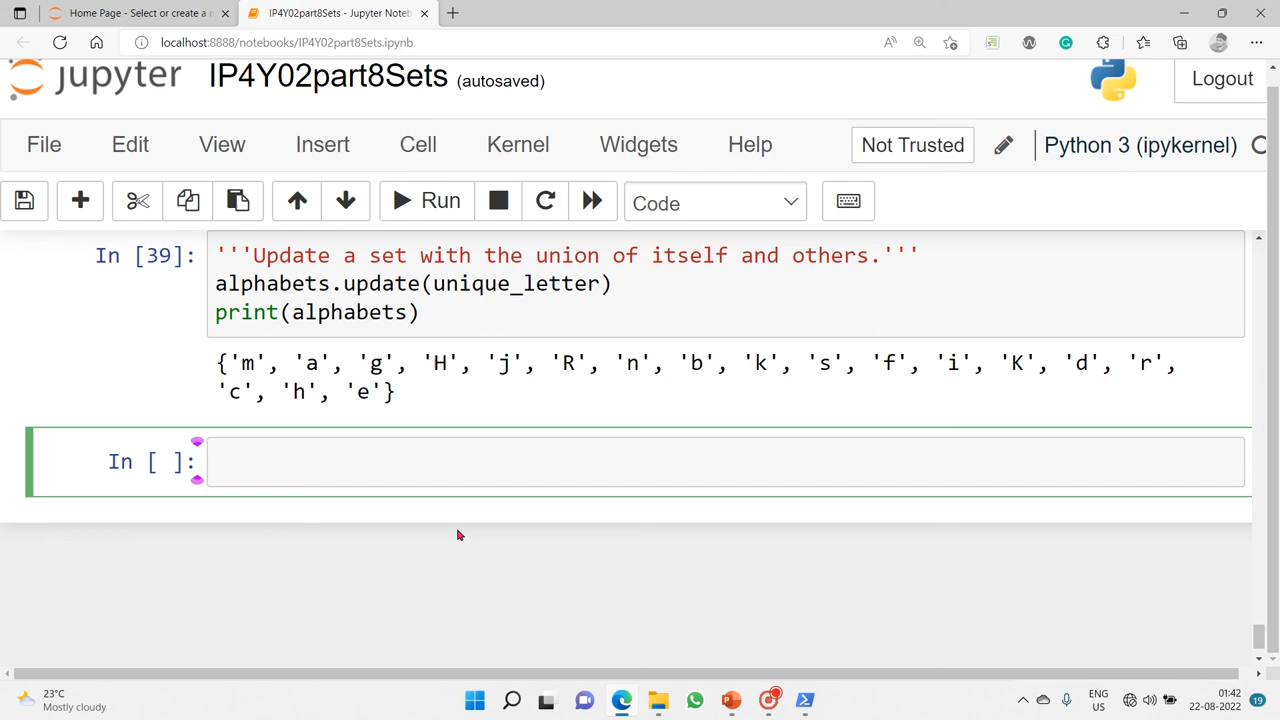 Home Page - Select or create a n
IP4Y02part8Sets - Jupyter Noteb
localhost:8888/notebooks/IP4Y02part8Sets.ipynb
jupyter IP4Y02part8Sets (autosaved)
Logout
File Edit View Insert Cell Kernel Widgets Help Not Trusted Python 3 (ipykernel)
Run Code
In [39]: '''Update a set with the union of itself and others.'''
alphabets.update(unique_letter)
print(alphabets)
{'m', 'a', 'g', 'H', 'j', 'R', 'n', 'b', 'k', 's', 'f', 'i', 'K', 'd', 'r',
'c', 'h', 'e'}
In [ ]:
23°C
Mostly cloudy
ENG
US
01:42
22-08-2022
19